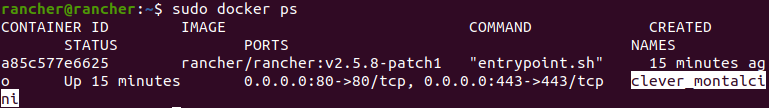 rancher@rancher:~$ sudo docker ps
CONTAINER ID IMAGE COMMAND CREATED
STATUS PORTS NAMES
a85c577e6625 rancher/rancher:v2.5.8-patch1 "entrypoint.sh" 15 minutes ag
o Up 15 minutes 0.0.0.0:80->80/tcp, 0.0.0.0:443->443/tcp clever_montalci
ni